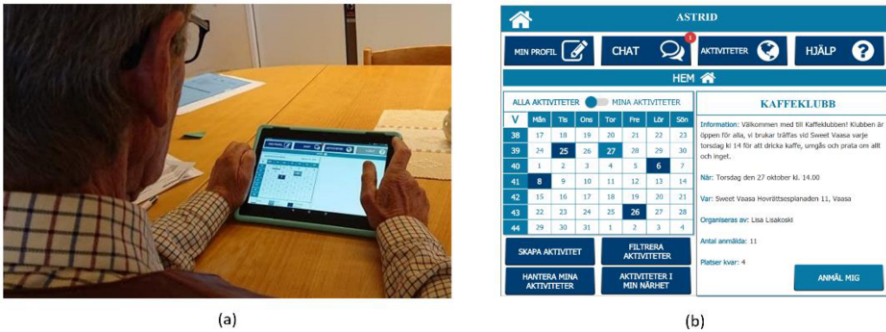 ASTRID
MIN PROFIL
CHAT
1
AKTIVITETER
HJÄLP
?
HEM
ALLA AKTIVITETER MINA AKTIVITETER
V Mån Tis Ons Tor Fre Lör Sön
38 17 18 19 20 21 22 23
39 24 25 26 27 28 29 30
40 1 2 3 4 5 6 7
41 8 9 10 11 12 13 14
42 15 16 17 18 19 20 21
43 22 23 24 25 26 27 28
44 29 30 31 1 2 3 4
SKAPA AKTIVITET
FILTRERA
AKTIVITETER
HANTERA MINA
AKTIVITETER
AKTIVITETER I
MIN NÄRHET
KAFFEKLUBB
Information: Välkommen med till Kaffeklubben! Klubben är
öppen för alla, vi brukar träffas vid Sweet Vaasa varje
torsdag kl 14 för att dricka kaffe, umgås och prata om allt
och inget.
När: Torsdag den 27 oktober kl. 14.00
Var: Sweet Vaasa Hovrättsesplanaden 11, Vaasa
Organiseras av: Lisa Lisakoski
Antal anmälda: 11
Platser kvar: 4
ANMÄL MIG
(a)
(b)